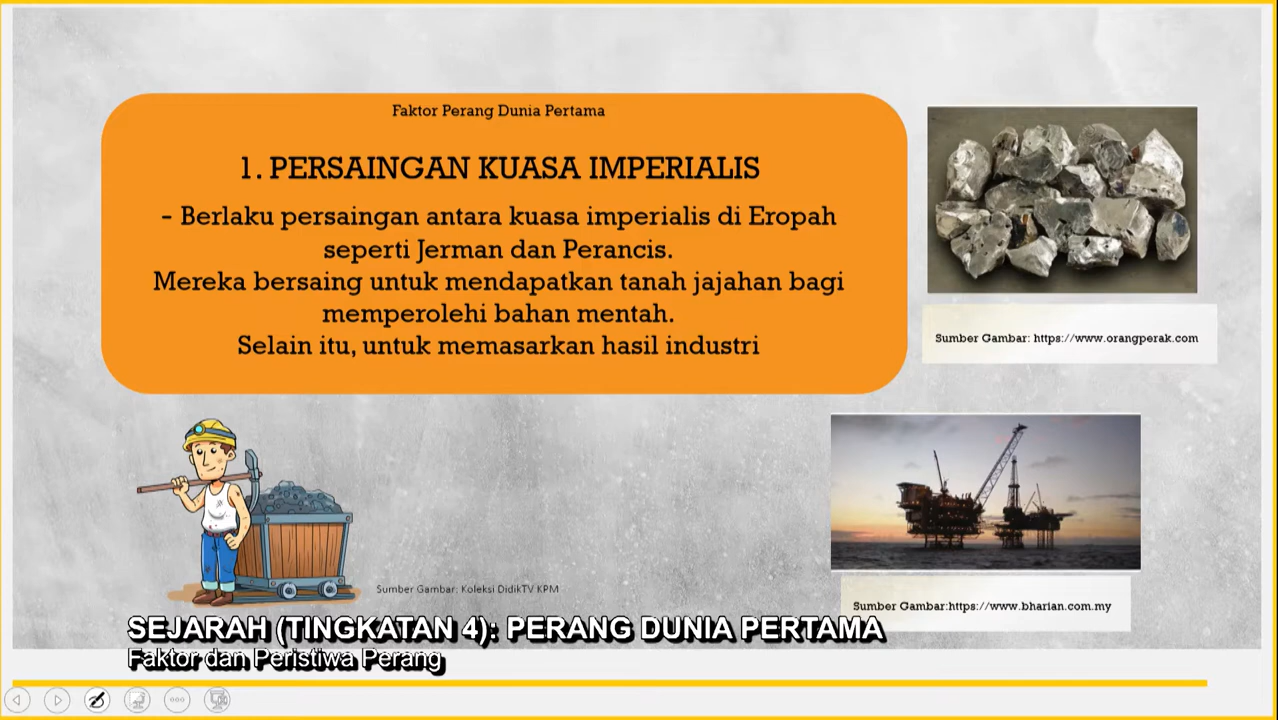 Faktor Perang Dunia Pertama
1. PERSAINGAN KUASA IMPERIALIS
- Berlaku persaingan antara kuasa imperialis di Eropah
seperti Jerman dan Perancis.
Mereka bersaing untuk mendapatkan tanah jajahan bagi
memperolehi bahan mentah.
Selain itu, untuk memasarkan hasil industri
Sumber Gambar: https://www.orangperak.com
Sumber Gambar: Koleksi DidikTV KPM
Sumber Gambar:https://www.bharian.com.my
SEJARAH (TINGKATAN 4): PERANG DUNIA PERTAMA
Faktor dan Peristiwa Perang